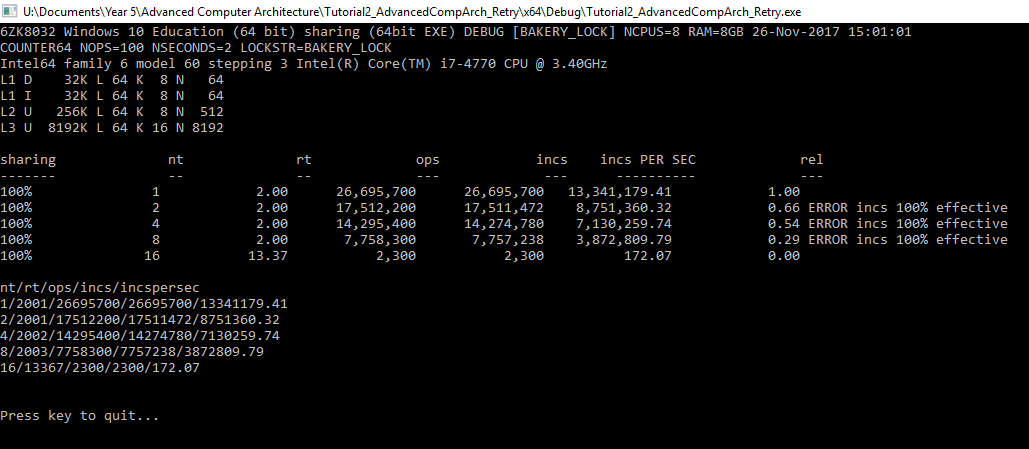 U:\Documents\Year 5\Advanced Computer Architecture\Tutorial2_AdvancedCompArch_Retry\x64\Debug\Tutorial2_AdvancedCompArch_Retry.exe
6ZK8032 Windows 10 Education (64 bit) sharing (64bit EXE) DEBUG [BAKERY_LOCK] NCPUS=8 RAM=8GB 26-Nov-2017 15:01:01
COUNTER64 NOPS=100 NSECONDS=2 LOCKSTR=BAKERY_LOCK
Intel64 family 6 model 60 stepping 3 Intel(R) Core(TM) i7-4770 CPU @ 3.40GHz
L1 D    32K L 64 K  8 N   64
L1 I    32K L 64 K  8 N   64
L2 U   256K L 64 K  8 N  512
L3 U  8192K L 64 K 16 N 8192
sharing              nt              rt             ops            incs    incs PER SEC             rel
-------              --              --             ---             ---      ----------             ---
100%                  1            2.00      26,695,700      26,695,700   13,341,179.41            1.00
100%                  2            2.00      17,512,200      17,511,472    8,751,360.32            0.66 ERROR incs 100% effective
100%                  4            2.00      14,295,400      14,274,780    7,130,259.74            0.54 ERROR incs 100% effective
100%                  8            2.00       7,758,300       7,757,238    3,872,809.79            0.29 ERROR incs 100% effective
100%                 16           13.37           2,300           2,300          172.07            0.00
nt/rt/ops/incs/incspersec
1/2001/26695700/26695700/13341179.41
2/2001/17512200/17511472/8751360.32
4/2002/14295400/14274780/7130259.74
8/2003/7758300/7757238/3872809.79
16/13367/2300/2300/172.07
Press key to quit...